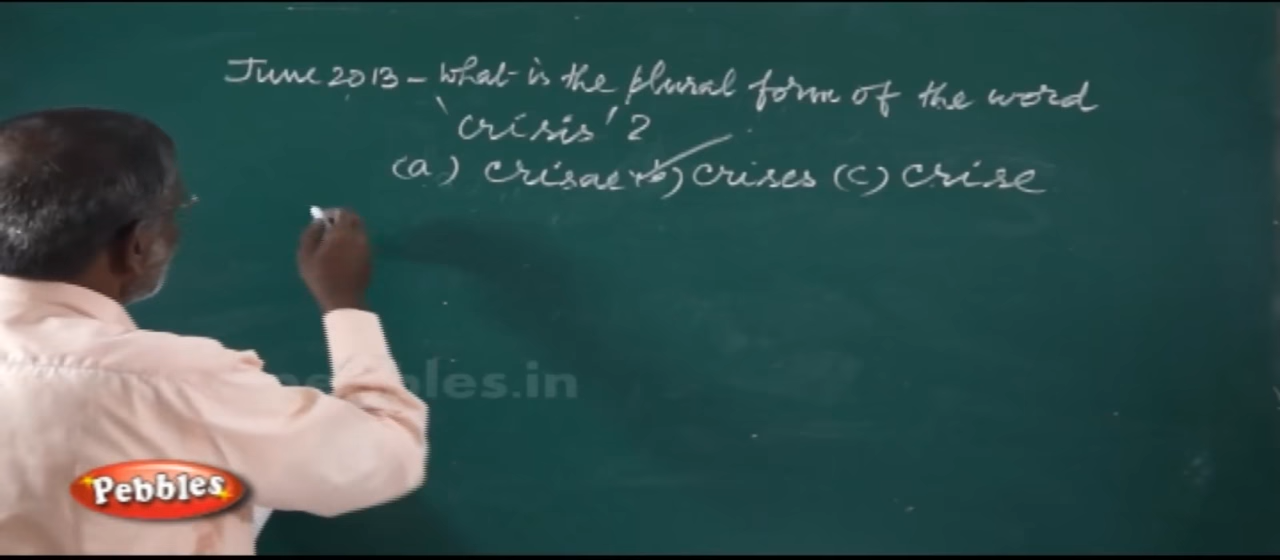 June 2013 - What is the plural form of the word
'crisis' ?
(a) crisae (b) crises (c) crise
Pebbles